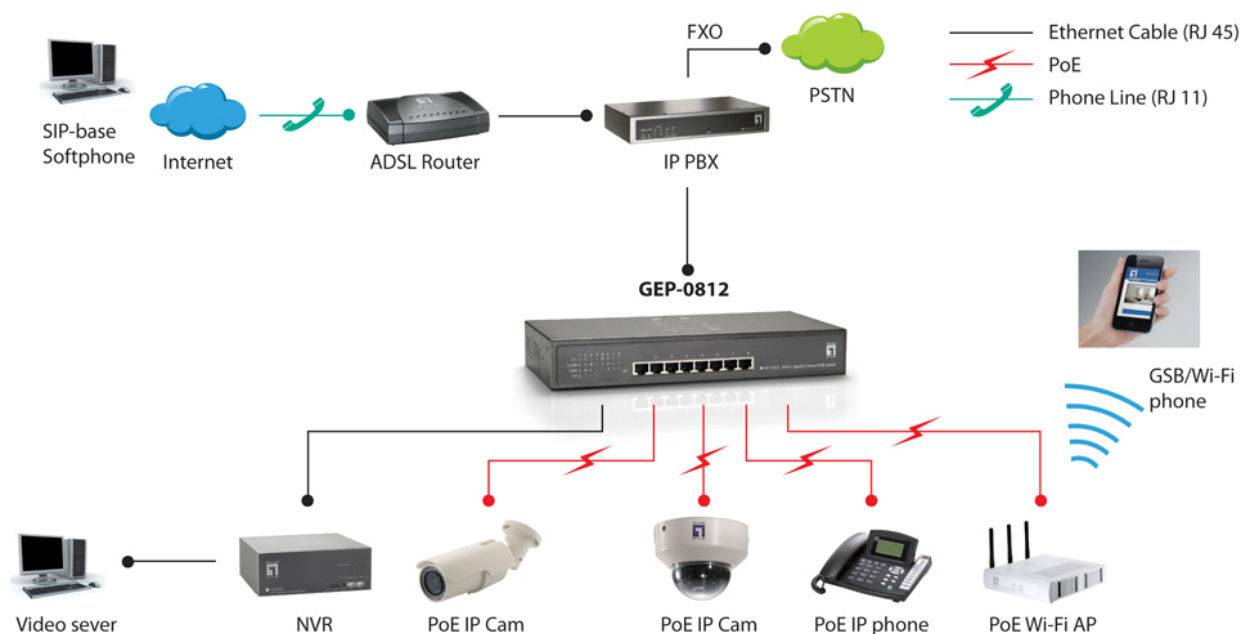 FXO
PSTN
Ethernet Cable (RJ 45)
PoE
Phone Line (RJ 11)
SIP-base
Softphone
Internet
ADSL Router
IP PBX
GEP-0812
GSB/Wi-Fi
phone
Video sever
NVR
PoE IP Cam
PoE IP Cam
PoE IP phone
PoE Wi-Fi AP